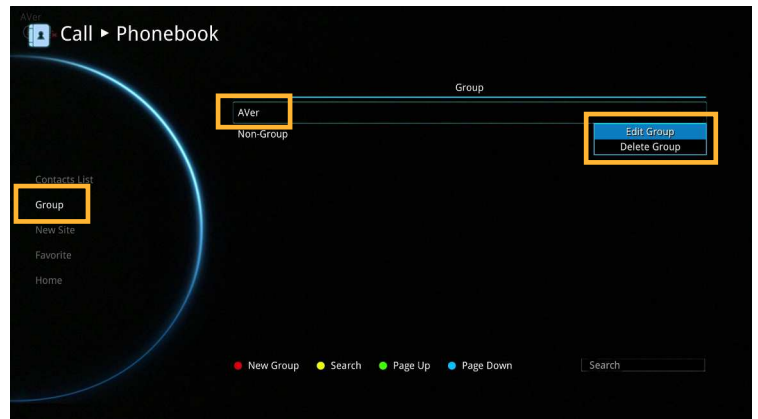 AVer
Call ▸ Phonebook
Group
AVer
Non-Group
Edit Group
Delete Group
Contacts List
Group
New Site
Favorite
Home
New Group Search Page Up Page Down Search